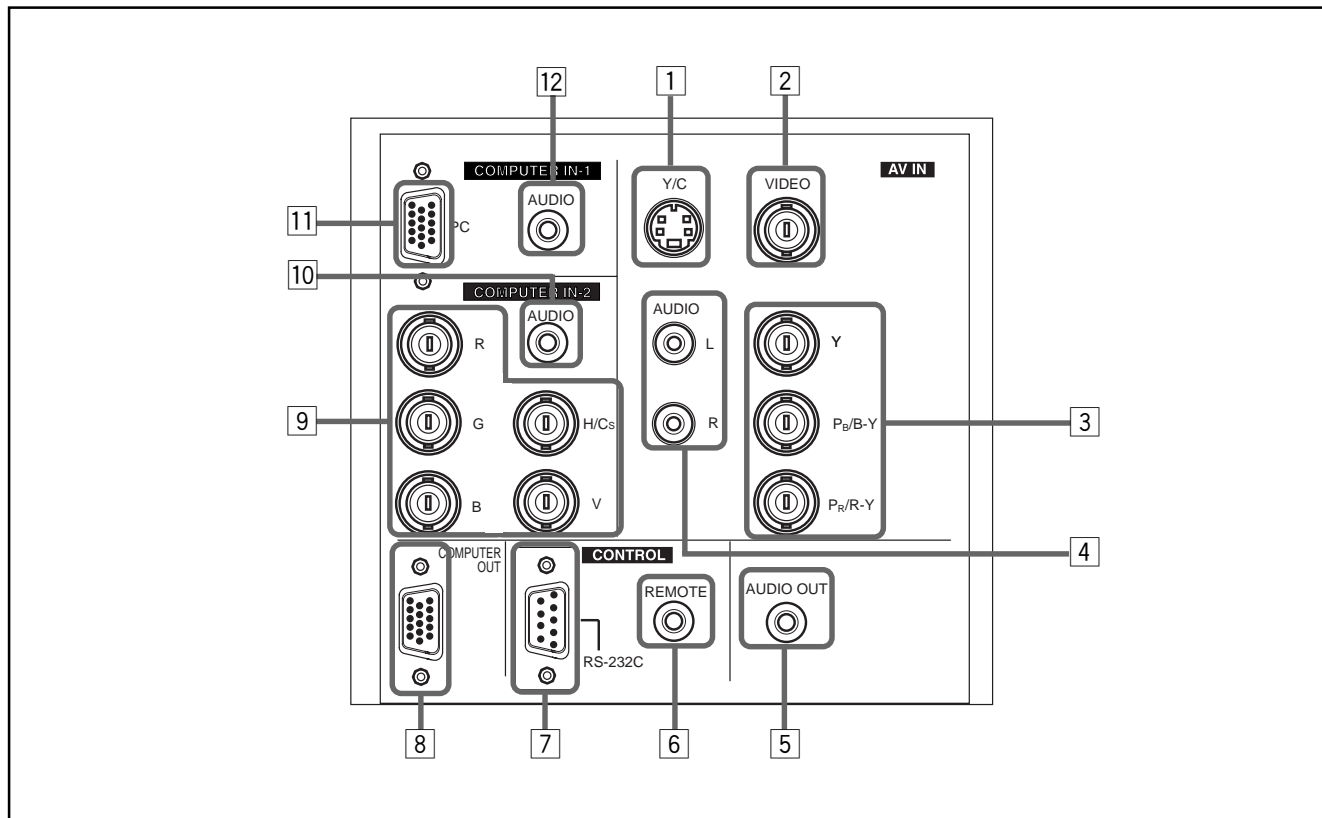 12
1
2
COMPUTER IN-1
AV IN
AUDIO
Y/C
VIDEO
11
PC
10
COMPUTER IN-2
AUDIO
AUDIO
R
L
Y
9
G
H/Cs
R
PB/B-Y
3
B
V
PR/R-Y
4
COMPUTER
OUT
CONTROL
REMOTE
AUDIO OUT
RS-232C
8
7
6
5